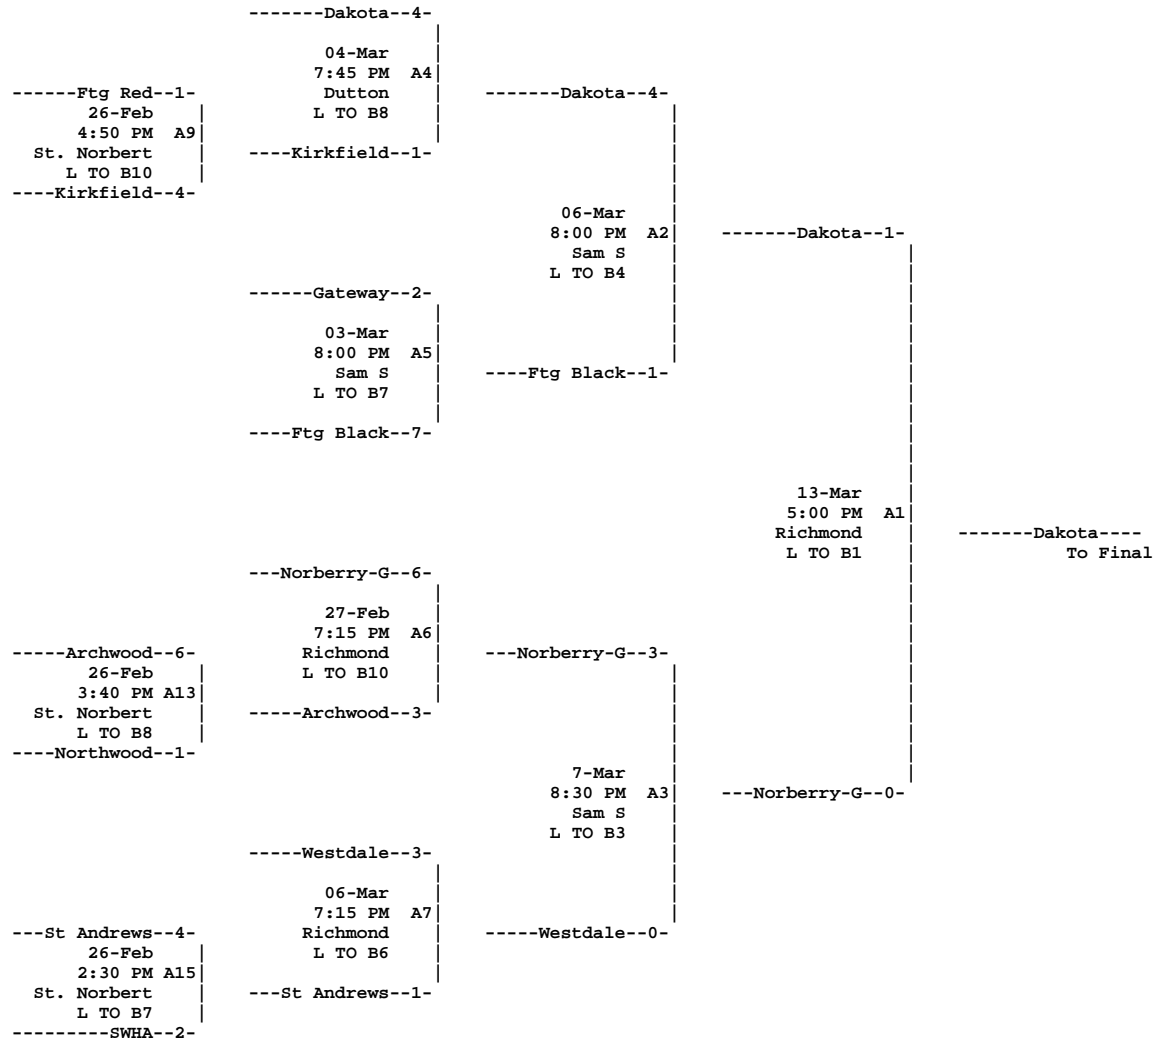 -------Dakota--4-
04-Mar
7:45 PM A4
------Ftg Red--1- Dutton -------Dakota--4-
26-Feb L TO B8
4:50 PM A9
St. Norbert ----Kirkfield--1-
L TO B10
----Kirkfield--4-
06-Mar
8:00 PM A2 -------Dakota--1-
Sam S
L TO B4
------Gateway--2-
03-Mar
8:00 PM A5
Sam S ----Ftg Black--1-
L TO B7
----Ftg Black--7-
13-Mar
5:00 PM A1
Richmond -------Dakota----
L TO B1 To Final
---Norberry-G--6-
27-Feb
7:15 PM A6
-----Archwood--6- Richmond ---Norberry-G--3-
26-Feb L TO B10
3:40 PM A13
St. Norbert -----Archwood--3-
L TO B8
----Northwood--1-
7-Mar
8:30 PM A3 ---Norberry-G--0-
Sam S
L TO B3
-----Westdale--3-
06-Mar
7:15 PM A7
---St Andrews--4- Richmond -----Westdale--0-
26-Feb L TO B6
2:30 PM A15
St. Norbert ---St Andrews--1-
L TO B7
---------SWHA--2-